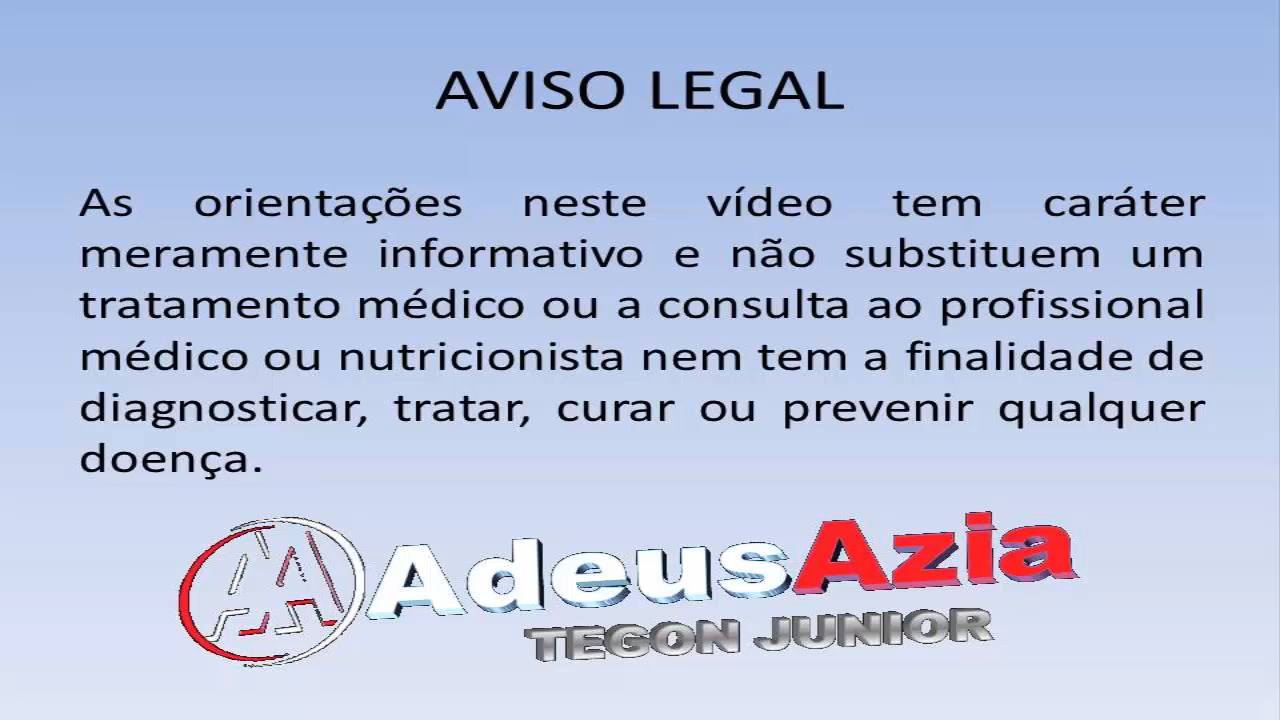 AVISO LEGAL
As orientações neste vídeo tem caráter
meramente informativo e não substituem um
tratamento médico ou a consulta ao profissional
médico ou nutricionista nem tem a finalidade de
diagnosticar, tratar, curar ou prevenir qualquer
doença.
AdeusAzia
TEGON JUNIOR